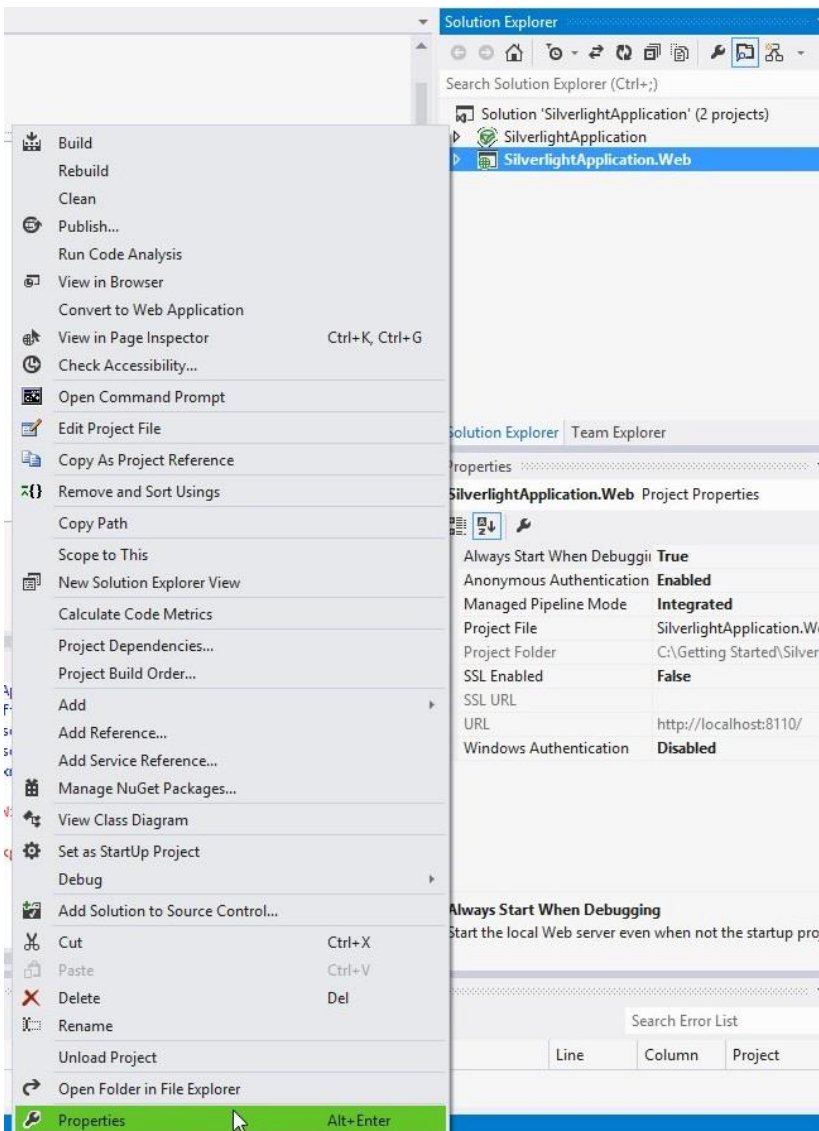 Solution Explorer
Search Solution Explorer (Ctrl+;)
Solution 'SilverlightApplication' (2 projects)
SilverlightApplication
SilverlightApplication.Web
Build
Rebuild
Clean
Publish...
Run Code Analysis
View in Browser
Convert to Web Application
View in Page Inspector Ctrl+K, Ctrl+G
Check Accessibility...
Open Command Prompt
Edit Project File
Copy As Project Reference
Remove and Sort Usings
Copy Path
Scope to This
New Solution Explorer View
Calculate Code Metrics
Project Dependencies...
Project Build Order...
Add
Add Reference...
Add Service Reference...
Manage NuGet Packages...
View Class Diagram
Set as StartUp Project
Debug
Add Solution to Source Control...
Cut Ctrl+X
Paste Ctrl+V
Delete Del
Rename
Unload Project
Open Folder in File Explorer
Properties Alt+Enter
Solution Explorer Team Explorer
Properties
SilverlightApplication.Web Project Properties
Always Start When Debuggi True
Anonymous Authentication Enabled
Managed Pipeline Mode Integrated
Project File SilverlightApplication.W
Project Folder C:\Getting Started\Silver
SSL Enabled False
SSL URL
URL http://localhost:8110/
Windows Authentication Disabled
Always Start When Debugging
Start the local Web server even when not the startup pro
Search Error List
Line Column Project